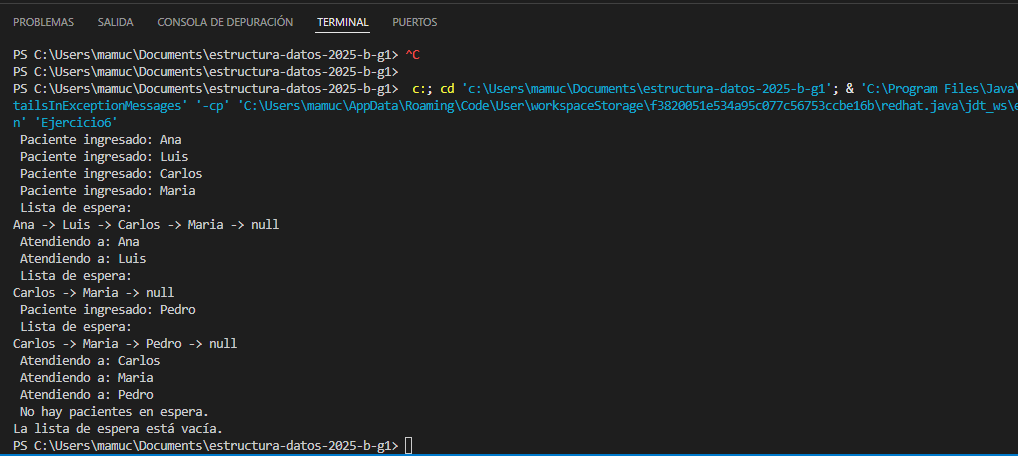 PROBLEMAS SALIDA CONSOLA DE DEPURACIÓN TERMINAL PUERTOS
PS C:\Users\mamuc\Documents\estructura-datos-2025-b-g1> ^C
PS C:\Users\mamuc\Documents\estructura-datos-2025-b-g1>
PS C:\Users\mamuc\Documents\estructura-datos-2025-b-g1>  c:; cd 'c:\Users\mamuc\Documents\estructura-datos-2025-b-g1'; & 'C:\Program Files\Java\
tailsInExceptionMessages' '-cp' 'C:\Users\mamuc\AppData\Roaming\Code\User\workspaceStorage\f3820051e534a95c077c56753ccbe16b\redhat.java\jdt_ws\e
n' 'Ejercicio6'
Paciente ingresado: Ana
Paciente ingresado: Luis
Paciente ingresado: Carlos
Paciente ingresado: Maria
Lista de espera:
Ana -> Luis -> Carlos -> Maria -> null
Atendiendo a: Ana
Atendiendo a: Luis
Lista de espera:
Carlos -> Maria -> null
Paciente ingresado: Pedro
Lista de espera:
Carlos -> Maria -> Pedro -> null
Atendiendo a: Carlos
Atendiendo a: Maria
Atendiendo a: Pedro
No hay pacientes en espera.
La lista de espera está vacía.
PS C:\Users\mamuc\Documents\estructura-datos-2025-b-g1>